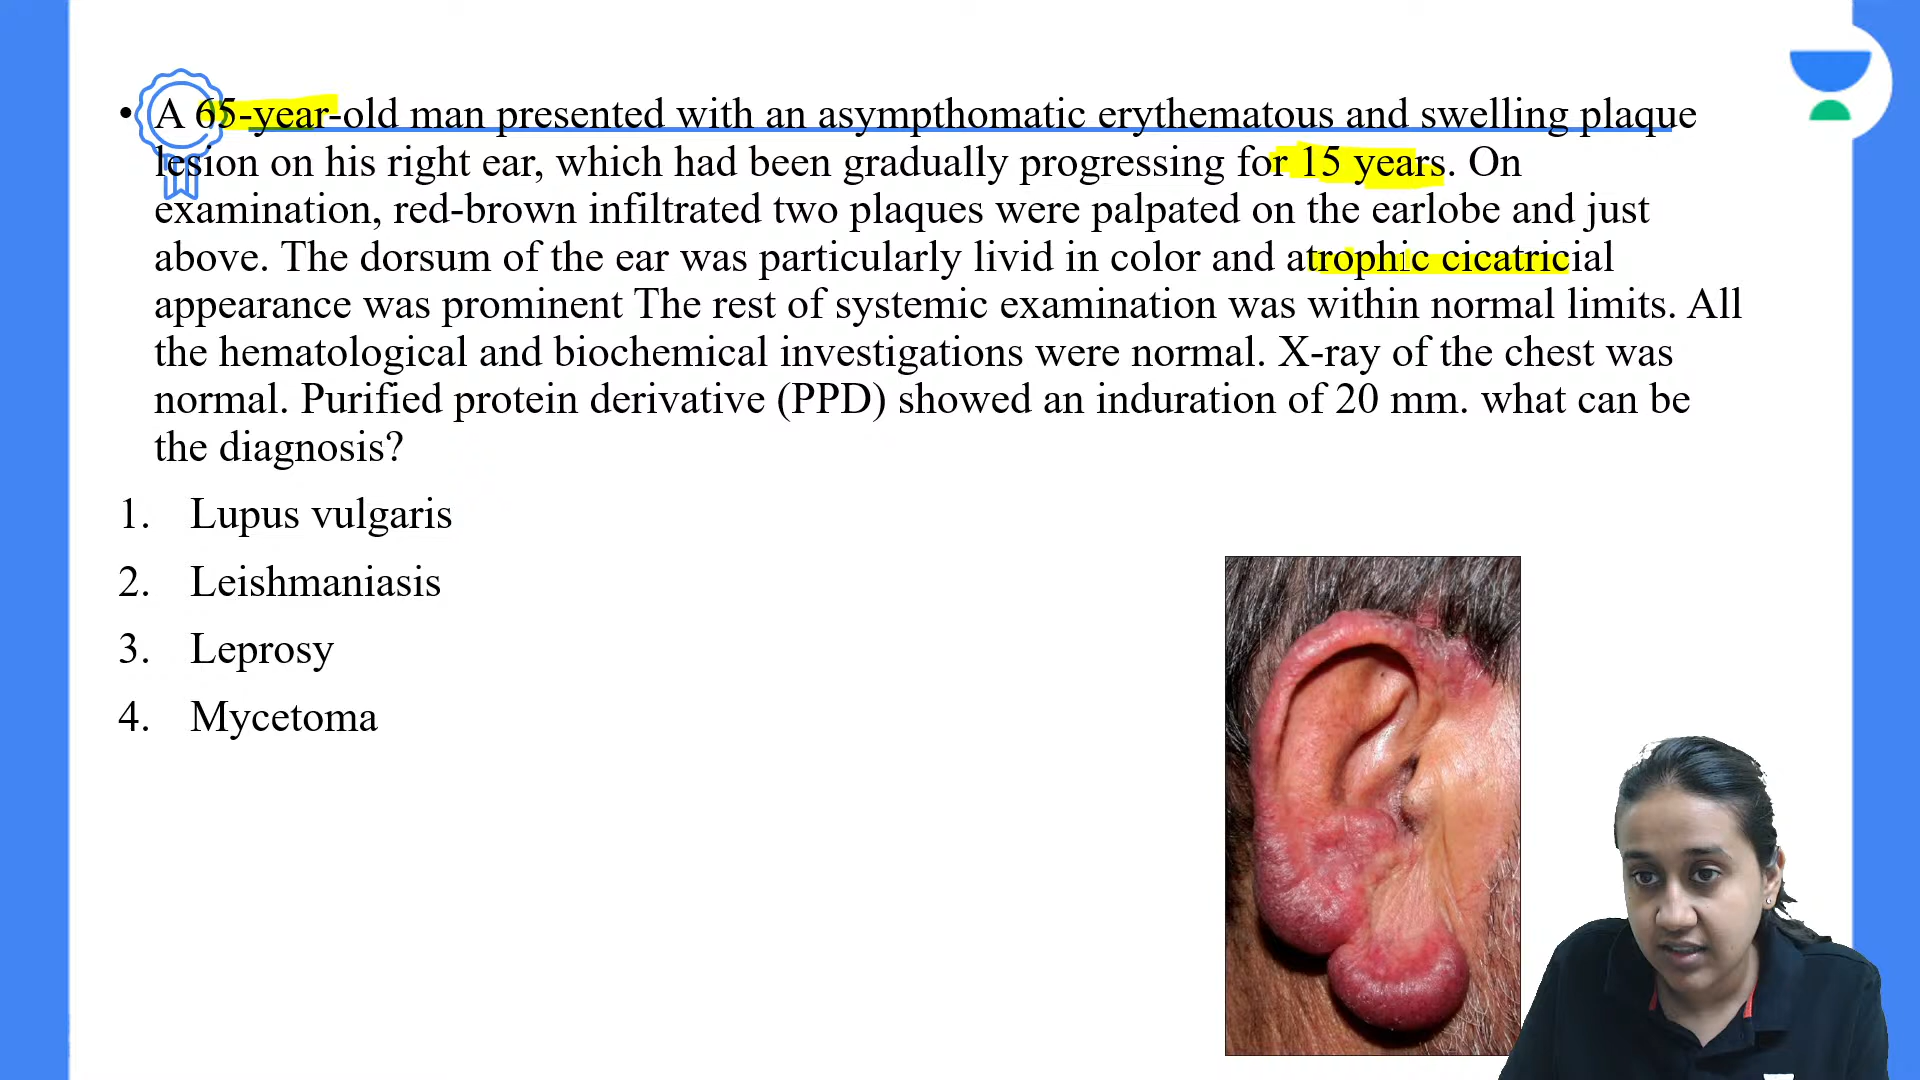 • A 65-year-old man presented with an asympthomatic erythematous and swelling plaque
lesion on his right ear, which had been gradually progressing for 15 years. On
examination, red-brown infiltrated two plaques were palpated on the earlobe and just
above. The dorsum of the ear was particularly livid in color and atrophic cicatricial
appearance was prominent The rest of systemic examination was within normal limits. All
the hematological and biochemical investigations were normal. X-ray of the chest was
normal. Purified protein derivative (PPD) showed an induration of 20 mm. what can be
the diagnosis?
1. Lupus vulgaris
2. Leishmaniasis
3. Leprosy
4. Mycetoma